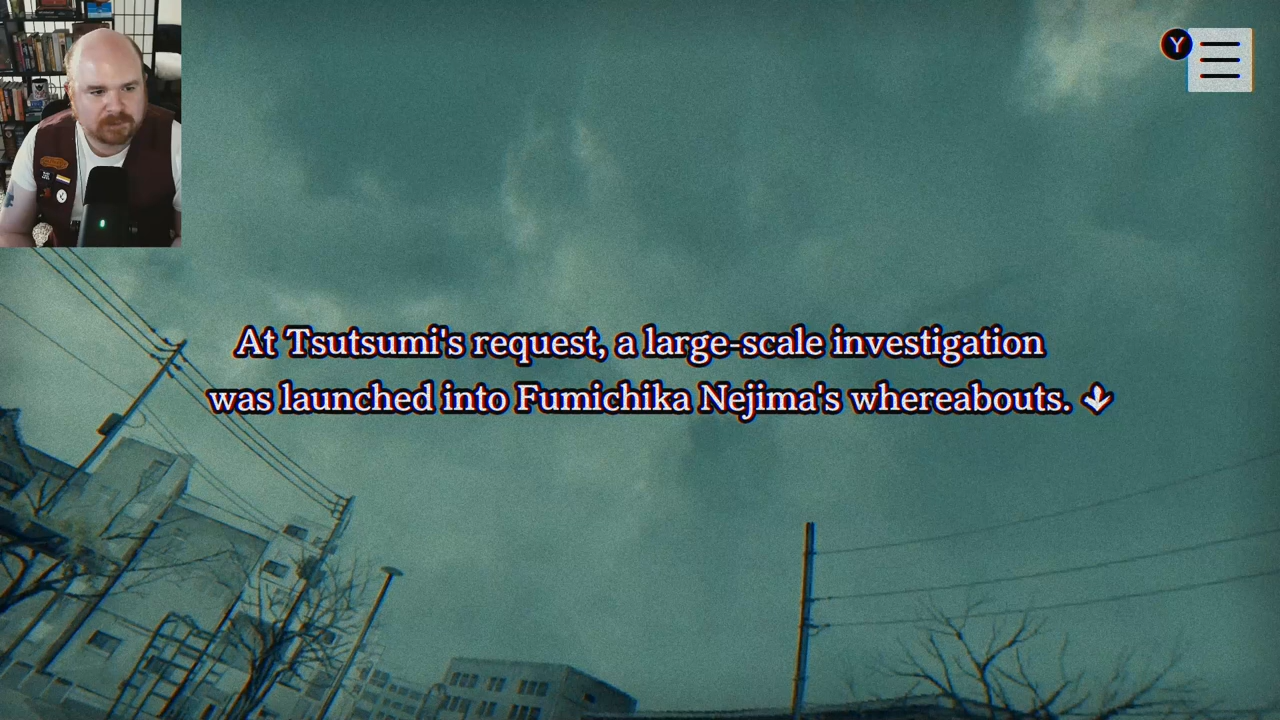 Y
At Tsutsumi's request, a large-scale investigation
was launched into Fumichika Nejima's whereabouts.